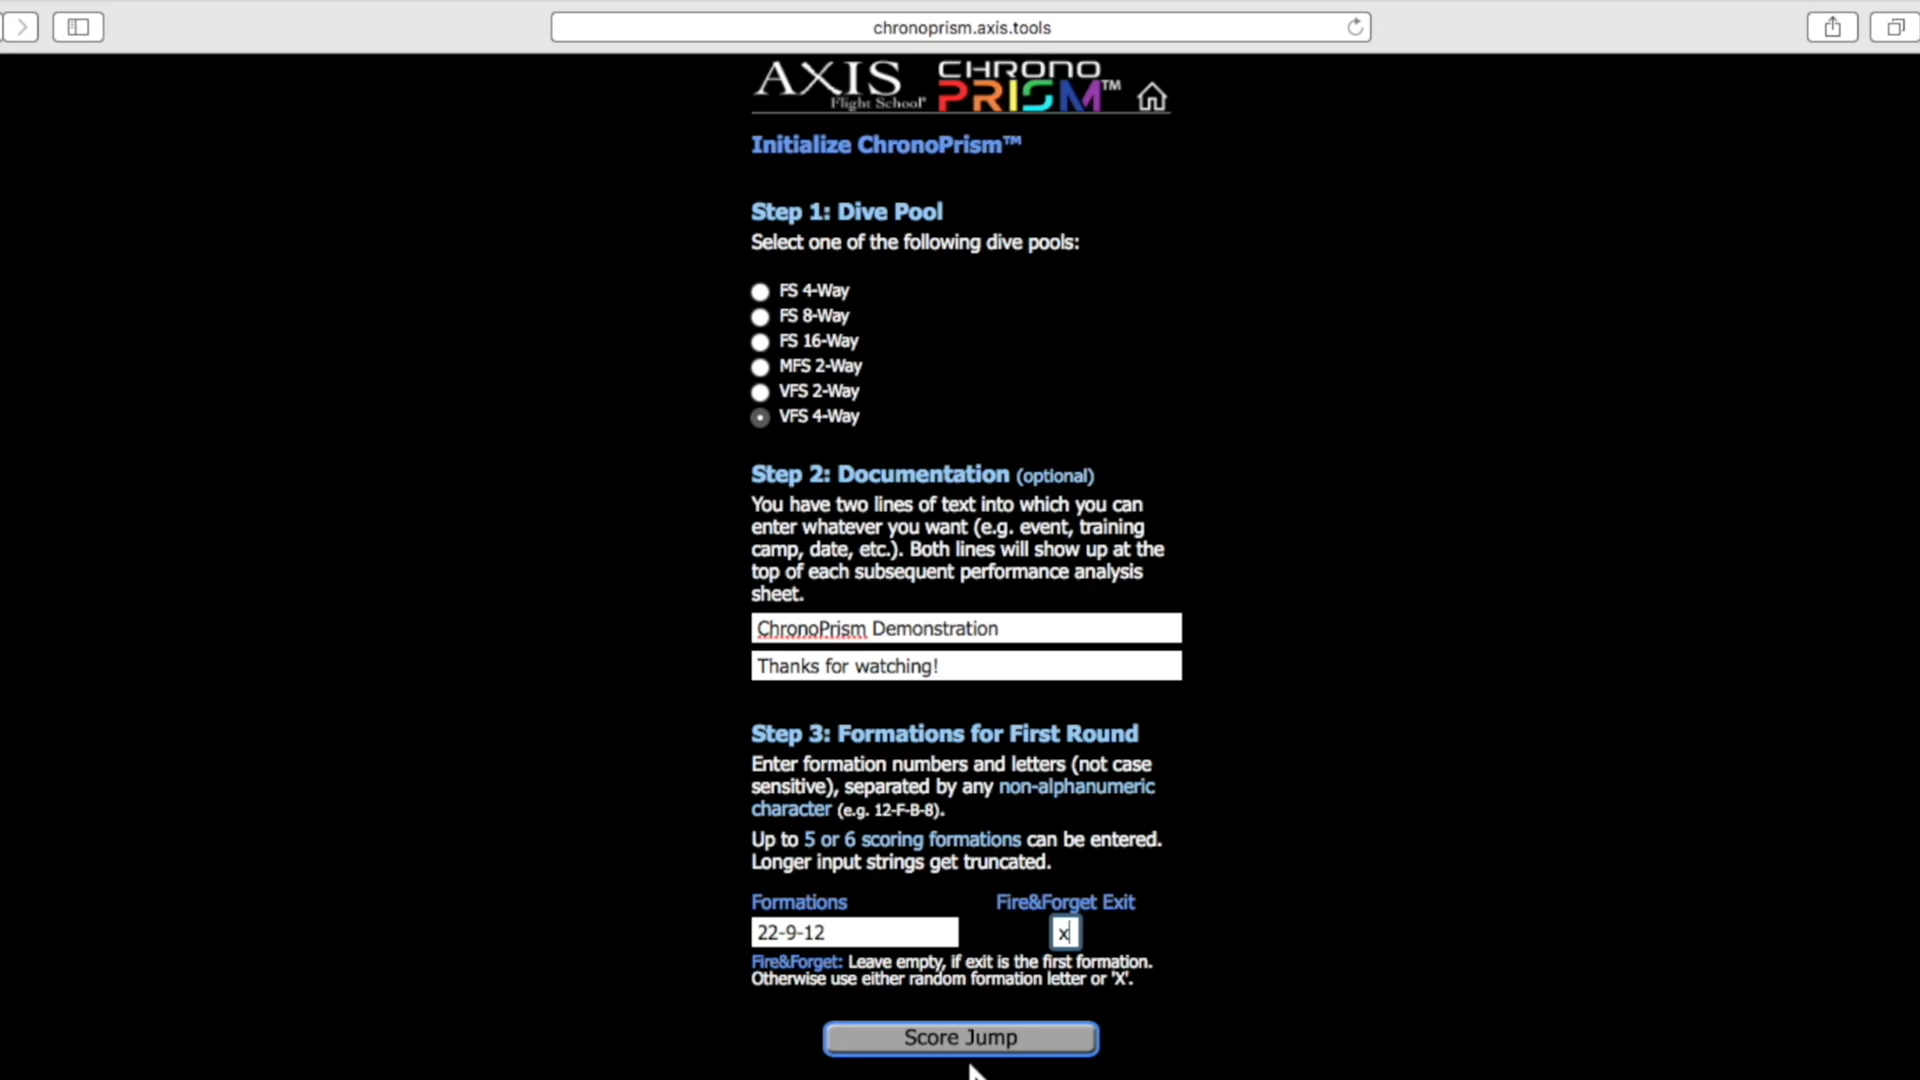 chronoprism.axis.tools
AXIS
Flight School®
CHRONO
PRISM™
Initialize ChronoPrism™
Step 1: Dive Pool
Select one of the following dive pools:
FS 4-Way
FS 8-Way
FS 16-Way
MFS 2-Way
VFS 2-Way
VFS 4-Way
Step 2: Documentation (optional)
You have two lines of text into which you can
enter whatever you want (e.g. event, training
camp, date, etc.). Both lines will show up at the
top of each subsequent performance analysis
sheet.
ChronoPrism Demonstration
Thanks for watching!
Step 3: Formations for First Round
Enter formation numbers and letters (not case
sensitive), separated by any non-alphanumeric
character (e.g. 12-F-B-8).
Up to 5 or 6 scoring formations can be entered.
Longer input strings get truncated.
Formations Fire&Forget Exit
22-9-12 x
Fire&Forget: Leave empty, if exit is the first formation.
Otherwise use either random formation letter or 'X'.
Score Jump